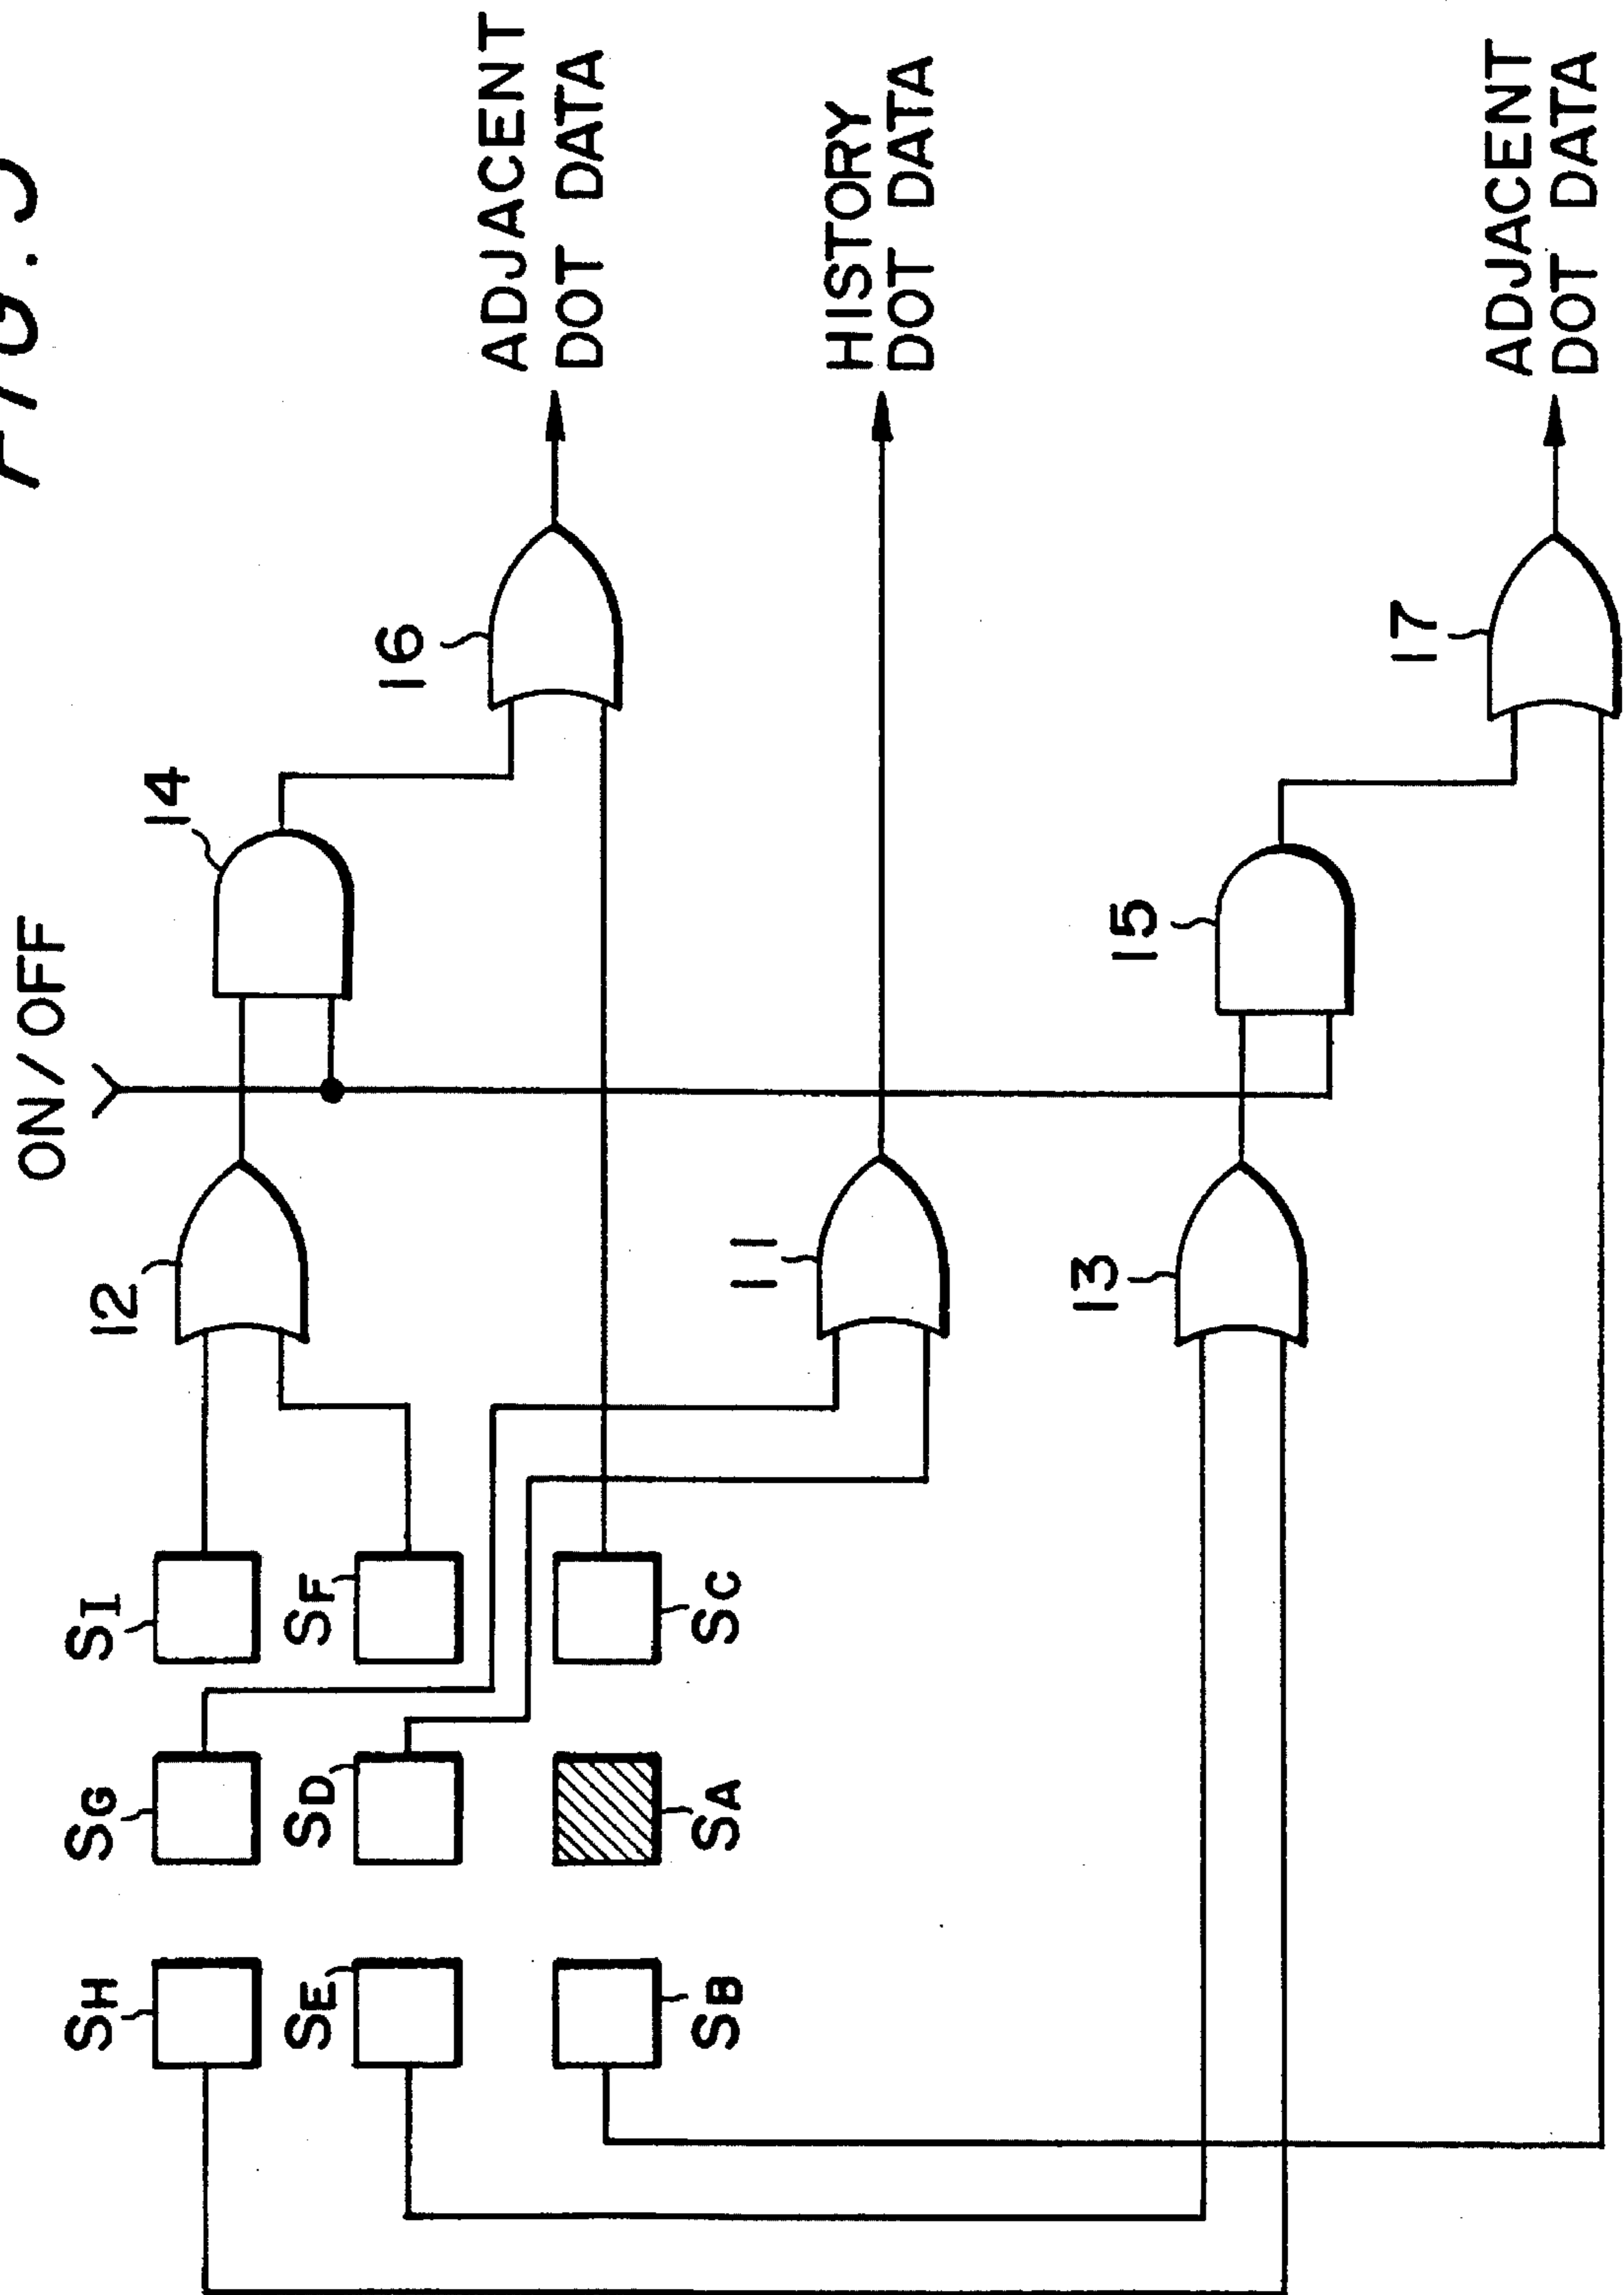 FIG.
ON/OFF
SH SG SI 12 14
SE SD SF 16
ADJACENT
DOT DATA
SB SA SC 11
HISTORY
DOT DATA
13 15 17
ADJACENT
DOT DATA